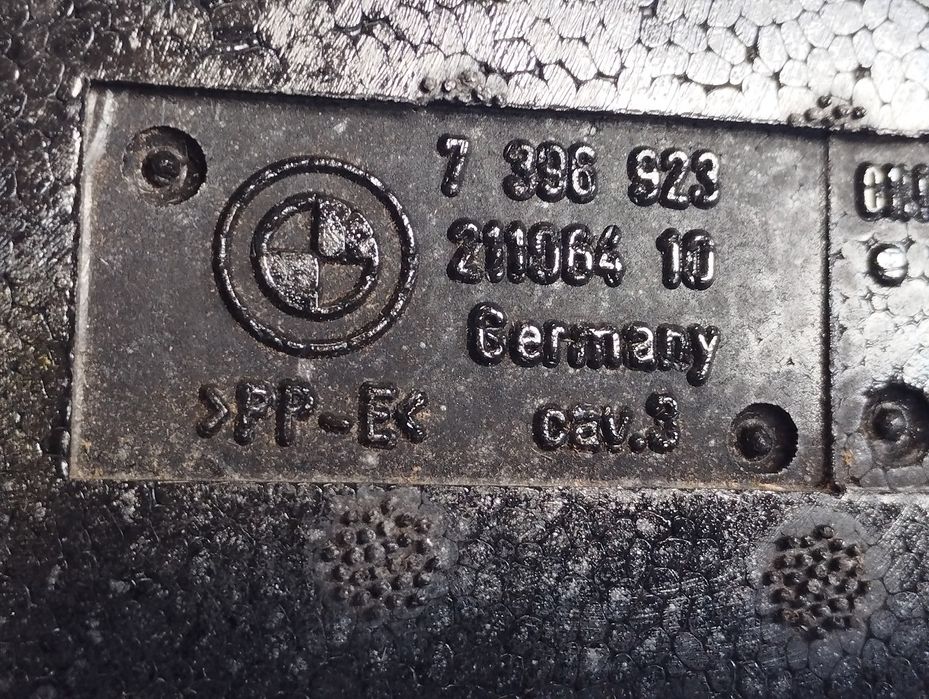 7 396 923
211064 10
Germany
>PP-E<
cav.3